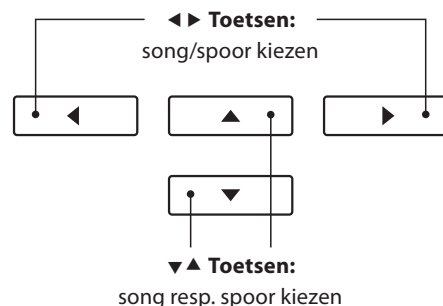 ◀ ▶ Toetsen:
song/spoor kiezen
▼ ▲ Toetsen:
song resp. spoor kiezen